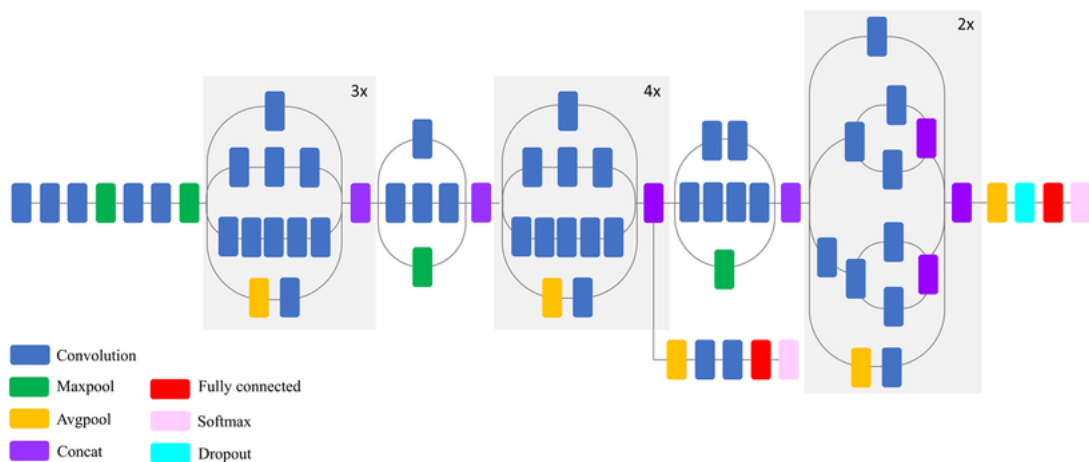 2x
3x
4x
Convolution
Maxpool
Fully connected
Avgpool
Softmax
Concat
Dropout